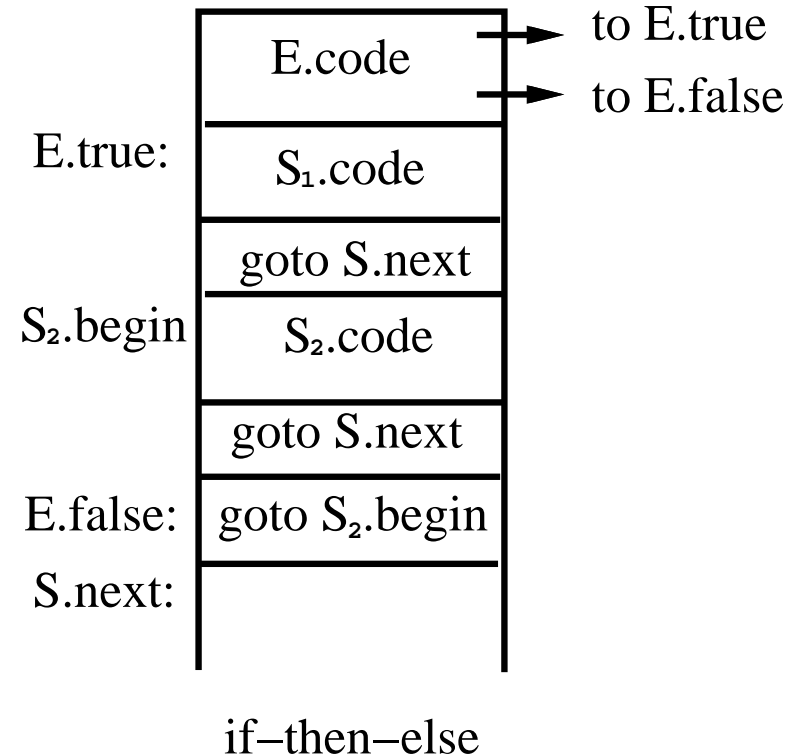 to E.true
E.code
to E.false
E.true:
S₁.code
goto S.next
S₂.begin
S₂.code
goto S.next
E.false:
goto S₂.begin
S.next:
if−then−else